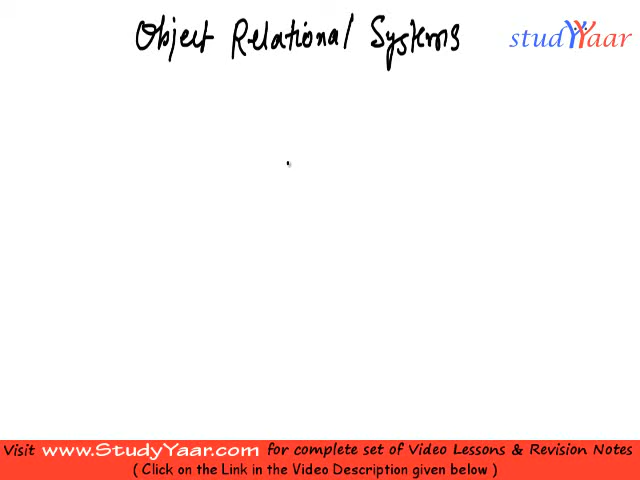 Object Relational Systems
studYYaar
Visit www.StudyYaar.com for complete set of Video Lessons & Revision Notes
( Click on the Link in the Video Description given below )